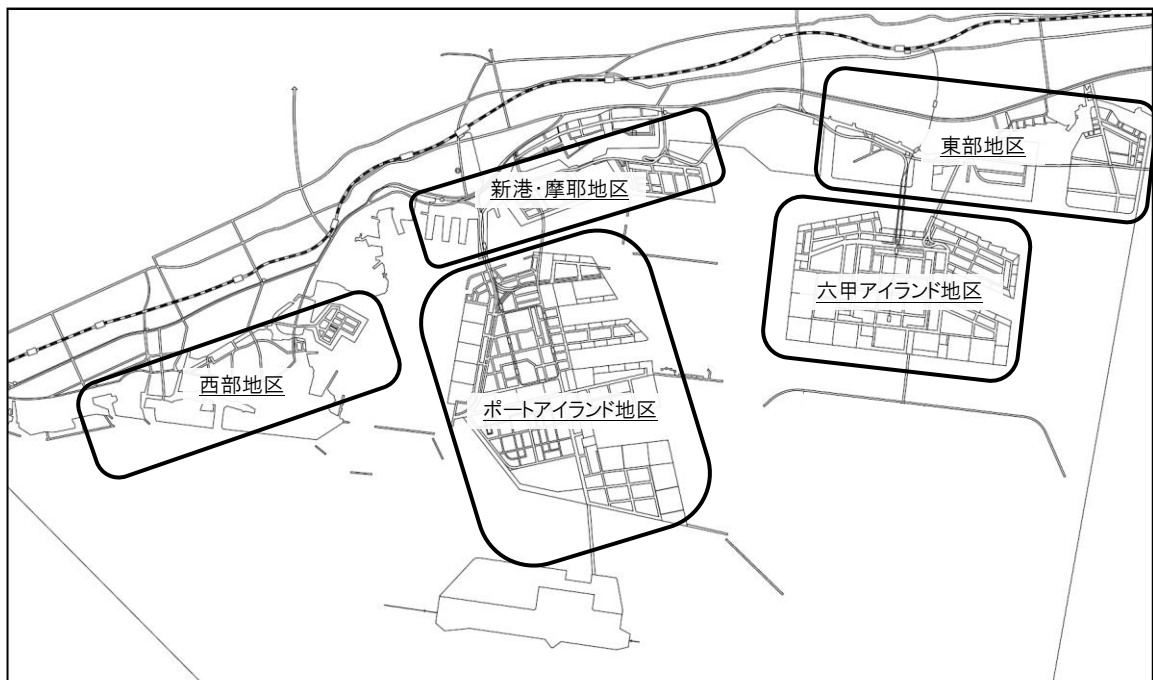 東部地区
新港・摩耶地区
六甲アイランド地区
西部地区
ポートアイランド地区